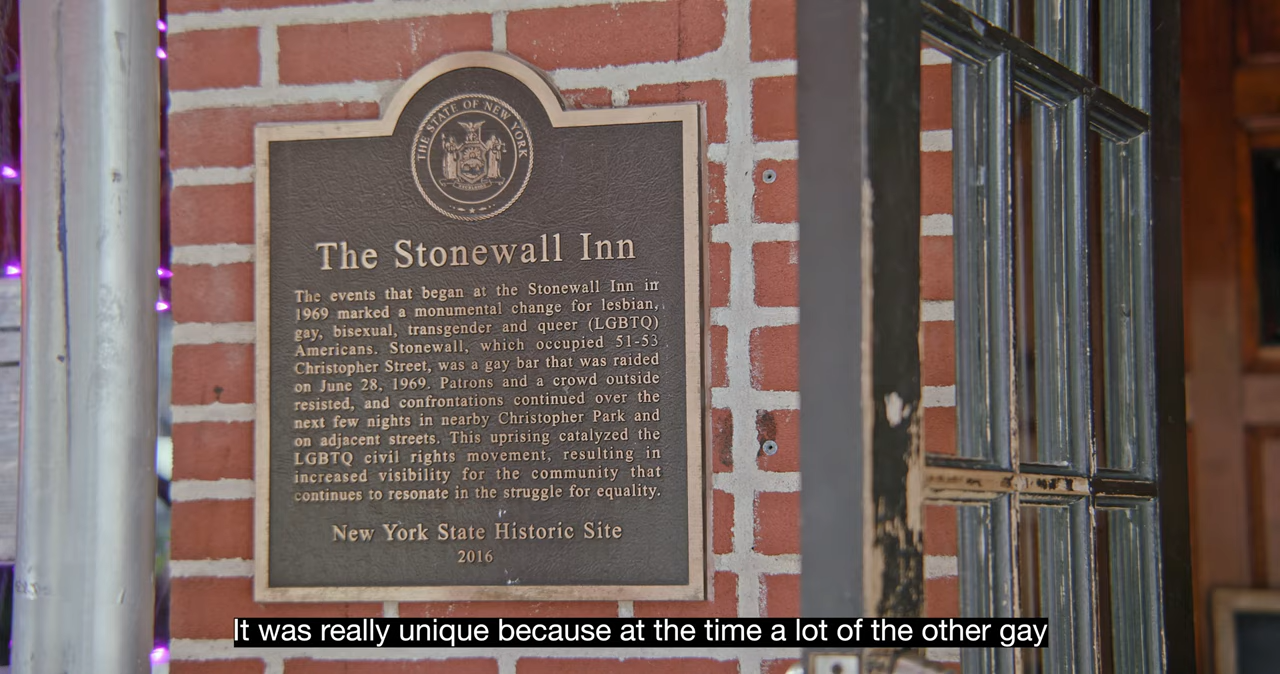 THE STATE OF NEW YORK
EXCELSIOR
The Stonewall Inn
The events that began at the Stonewall Inn in
1969 marked a monumental change for lesbian,
gay, bisexual, transgender and queer (LGBTQ)
Americans. Stonewall, which occupied 51-53
Christopher Street, was a gay bar that was raided
on June 28, 1969. Patrons and a crowd outside
resisted, and confrontations continued over the
next few nights in nearby Christopher Park and
on adjacent streets. This uprising catalyzed the
LGBTQ civil rights movement, resulting in
increased visibility for the community that
continues to resonate in the struggle for equality.
New York State Historic Site
2016
It was really unique because at the time a lot of the other gay